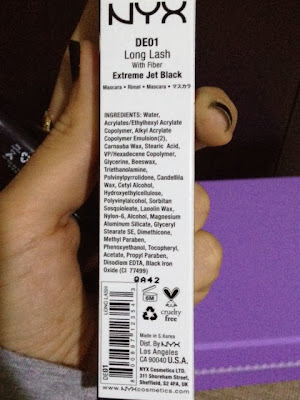 NYX
DE01
Long Lash
With Fiber
Extreme Jet Black
Mascara • Rimel • Mascara • マスカラ
INGREDIENTS: Water,
Acrylates/Ethylhexyl Acrylate
Copolymer, Alkyl Acrylate
Copolymer Emulsion(2),
Carnauba Wax, Stearic Acid,
VP/Hexadecene Copolymer,
Glycerine, Beeswax,
Triethanolamine,
Polyvinylpyrrolidone, Candelilla
Wax, Cetyl Alcohol,
Hydroxyethylcellulose,
Polyvinylalcohol, Sorbitan
Sesquioleate, Lanolin Wax,
Nylon-6, Alcohol, Magnesium
Aluminum Silicate, Glyceryl
Stearate SE, Dimethicone,
Methyl Paraben,
Phenoxyethanol, Tocopheryl,
Acetate, Propyl Paraben,
Disodium EDTA, Black Iron
Oxide (CI 77499)
0A42
6M
cruelty
free
LONG LASH
DE01
Made in S.Korea
Dist. By NYX
Los Angeles
CA 90040 U.S.A.
NYX Cosmetics LTD.
311 Shoreham Street,
Sheffield, S2 4FA, UK
www.NYXcosmetics.com